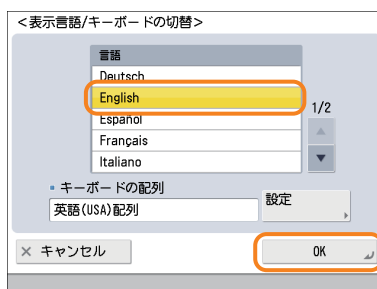 <表示言語/キーボードの切替>
言語
Deutsch
English
Español
Français
Italiano
1/2
キーボードの配列
英語(USA)配列
設定
× キャンセル
OK